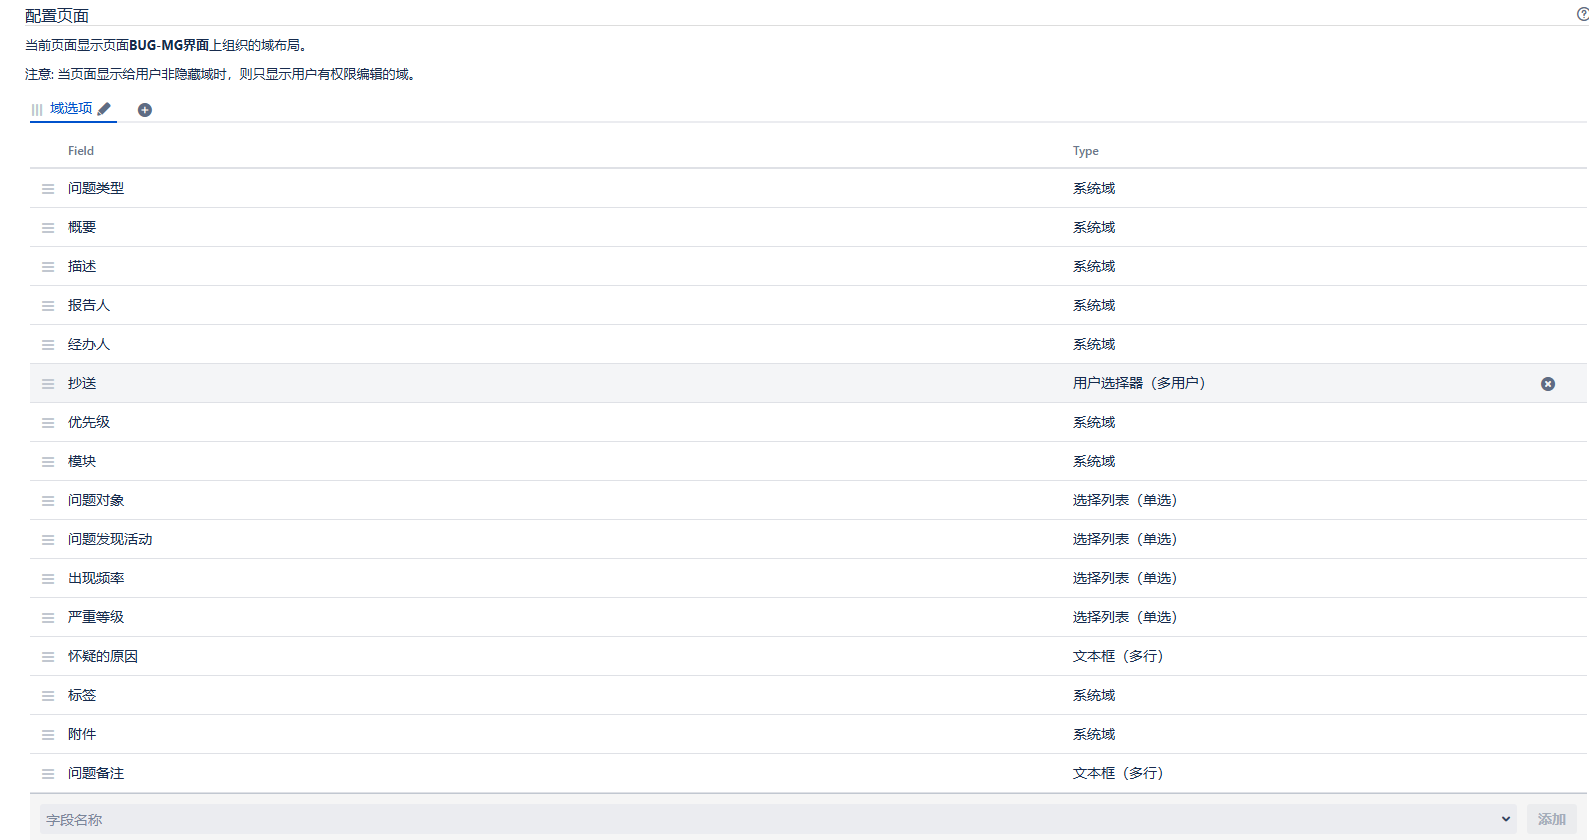 配置页面
当前页面显示页面BUG-MG界面上组织的域布局。
注意: 当页面显示给用户非隐藏域时，则只显示用户有权限编辑的域。
域选项
Field Type
问题类型 系统域
概要 系统域
描述 系统域
报告人 系统域
经办人 系统域
抄送 用户选择器（多用户）
优先级 系统域
模块 系统域
问题对象 选择列表（单选）
问题发现活动 选择列表（单选）
出现频率 选择列表（单选）
严重等级 选择列表（单选）
怀疑的原因 文本框（多行）
标签 系统域
附件 系统域
问题备注 文本框（多行）
字段名称 添加